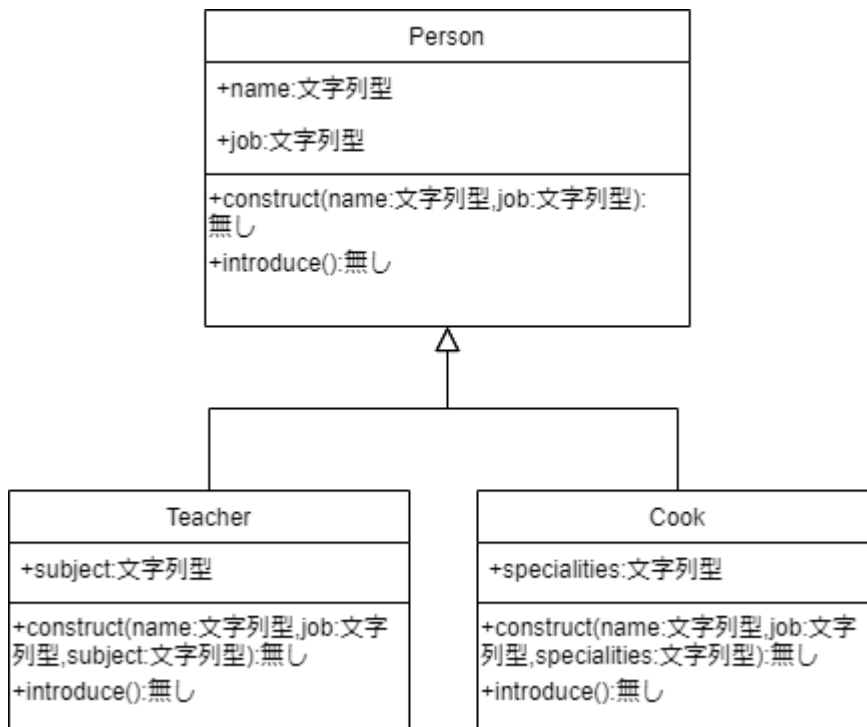 Person
+name:文字列型
+job:文字列型
+construct(name:文字列型,job:文字列型):
無し
+introduce():無し
Teacher
+subject:文字列型
+construct(name:文字列型,job:文字
列型,subject:文字列型):無し
+introduce():無し
Cook
+specialities:文字列型
+construct(name:文字列型,job:文字
列型,specialities:文字列型):無し
+introduce():無し